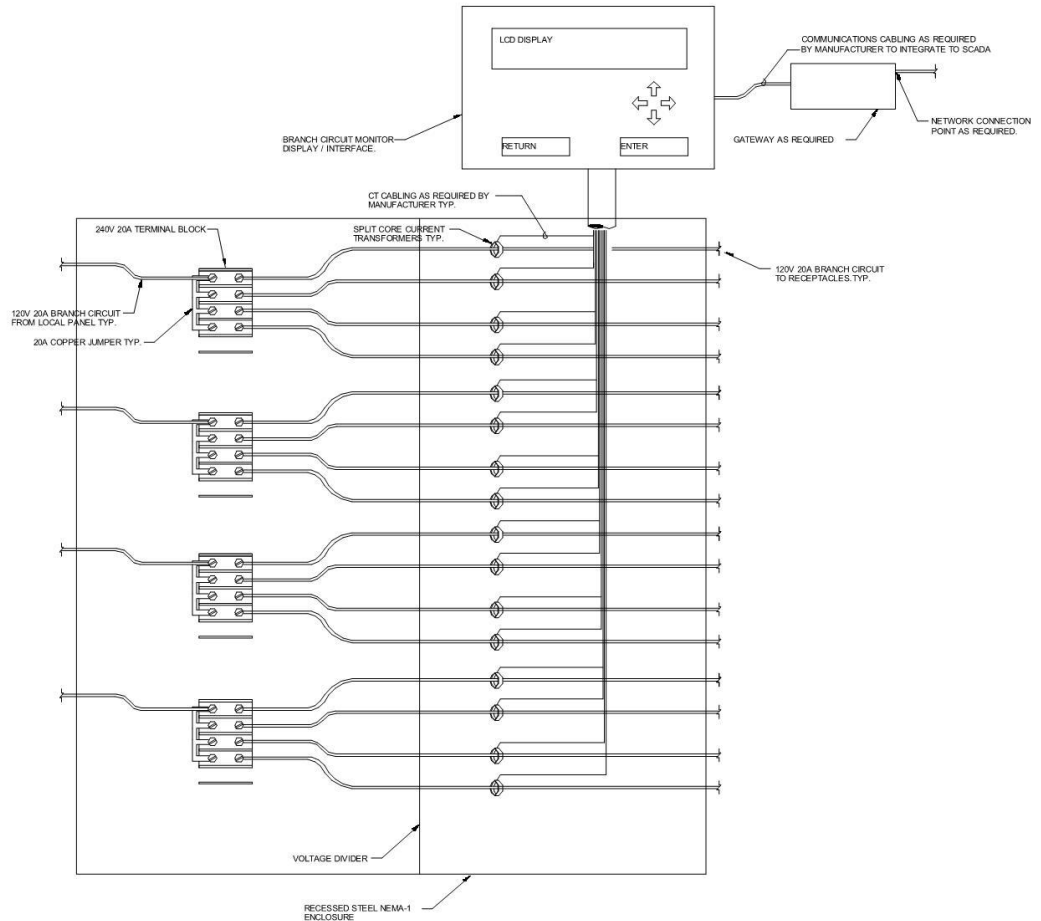 LCD DISPLAY
COMMUNICATIONS CABLING AS REQUIRED
BY MANUFACTURER TO INTEGRATE TO SCADA
NETWORK CONNECTION
POINT AS REQUIRED.
GATEWAY AS REQUIRED
BRANCH CIRCUIT MONITOR
DISPLAY / INTERFACE.
RETURN
ENTER
CT CABLING AS REQUIRED BY
MANUFACTURER TYP.
240V 20A TERMINAL BLOCK
SPLIT CORE CURRENT
TRANSFORMERS TYP.
120V 20A BRANCH CIRCUIT
TO RECEPTACLES.TYP.
120V 20A BRANCH CIRCUIT
FROM LOCAL PANEL TYP.
20A COPPER JUMPER TYP.
VOLTAGE DIVIDER
RECESSED STEEL NEMA-1
ENCLOSURE